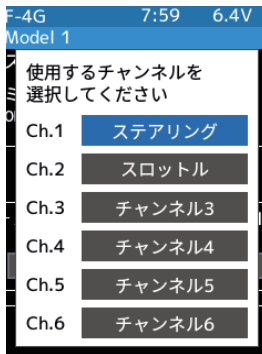 F-4G 7:59 6.4V
Model 1
使用するチャンネルを
選択してください
Ch.1 ステアリング
Ch.2 スロットル
Ch.3 チャンネル3
Ch.4 チャンネル4
Ch.5 チャンネル5
Ch.6 チャンネル6